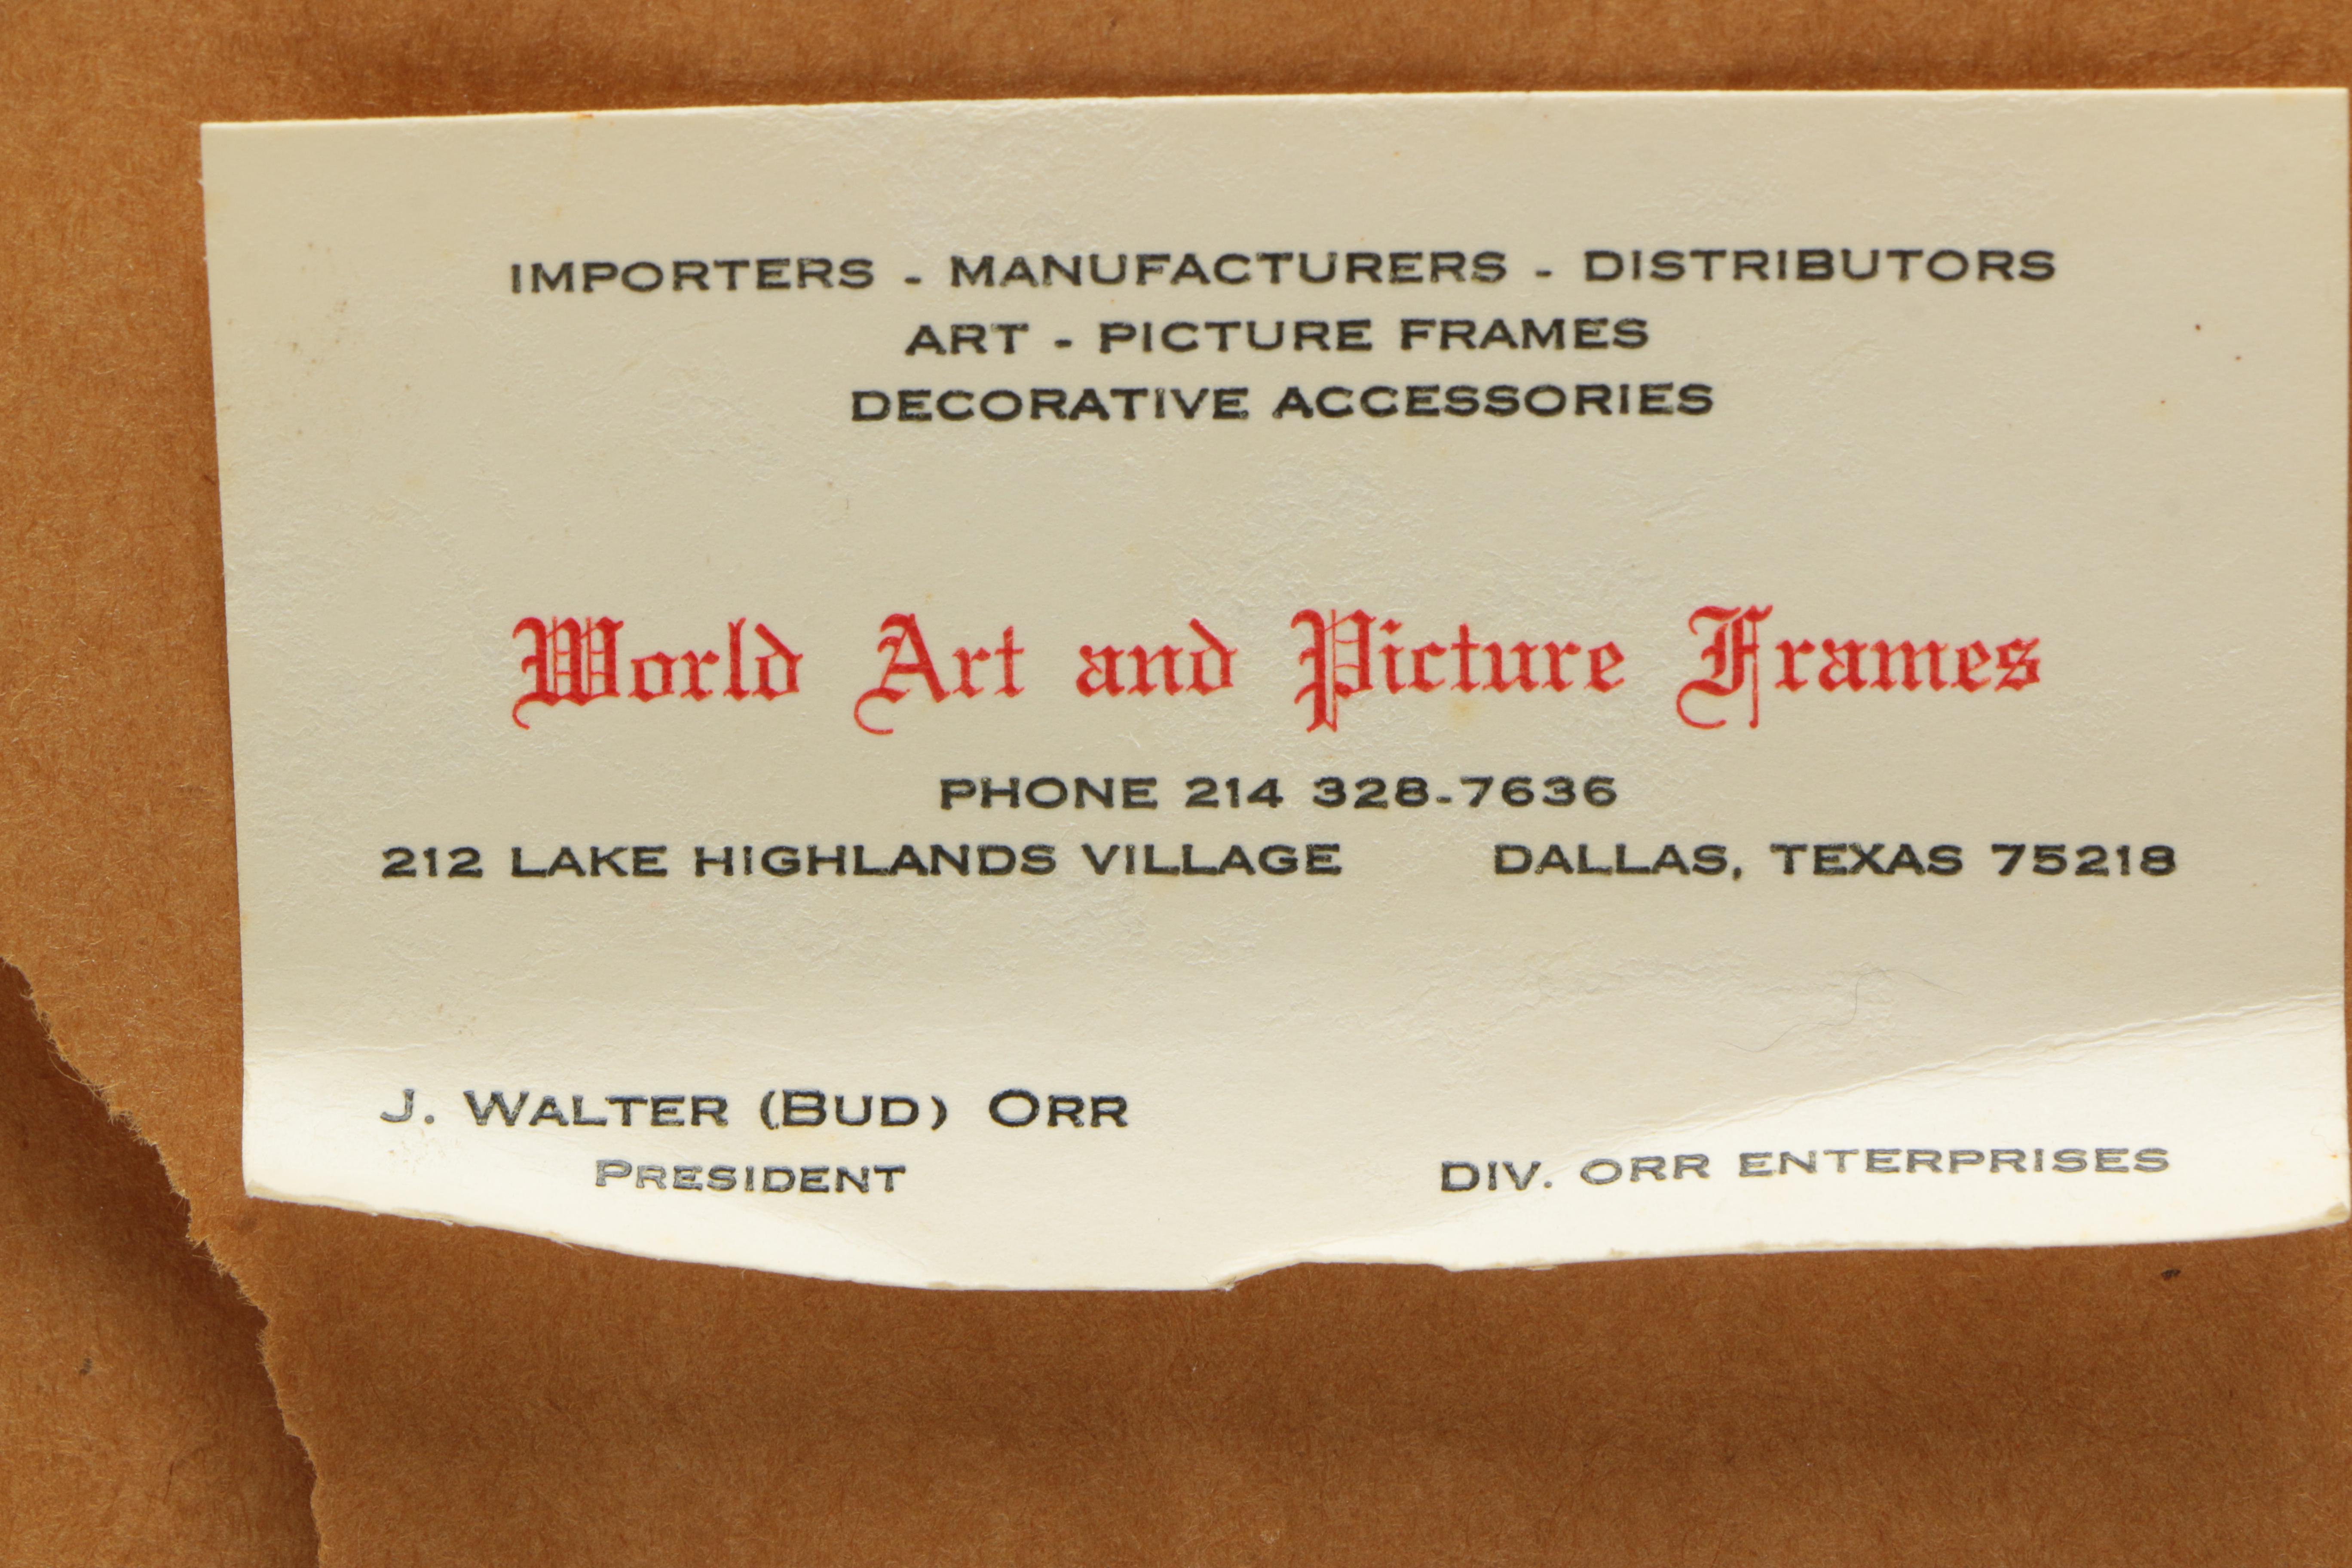 IMPORTERS - MANUFACTURERS - DISTRIBUTORS
ART - PICTURE FRAMES
DECORATIVE ACCESSORIES
World Art and Picture Frames
PHONE 214 328-7636
212 LAKE HIGHLANDS VILLAGE DALLAS, TEXAS 75218
J. WALTER (BUD) ORR
PRESIDENT
DIV. ORR ENTERPRISES